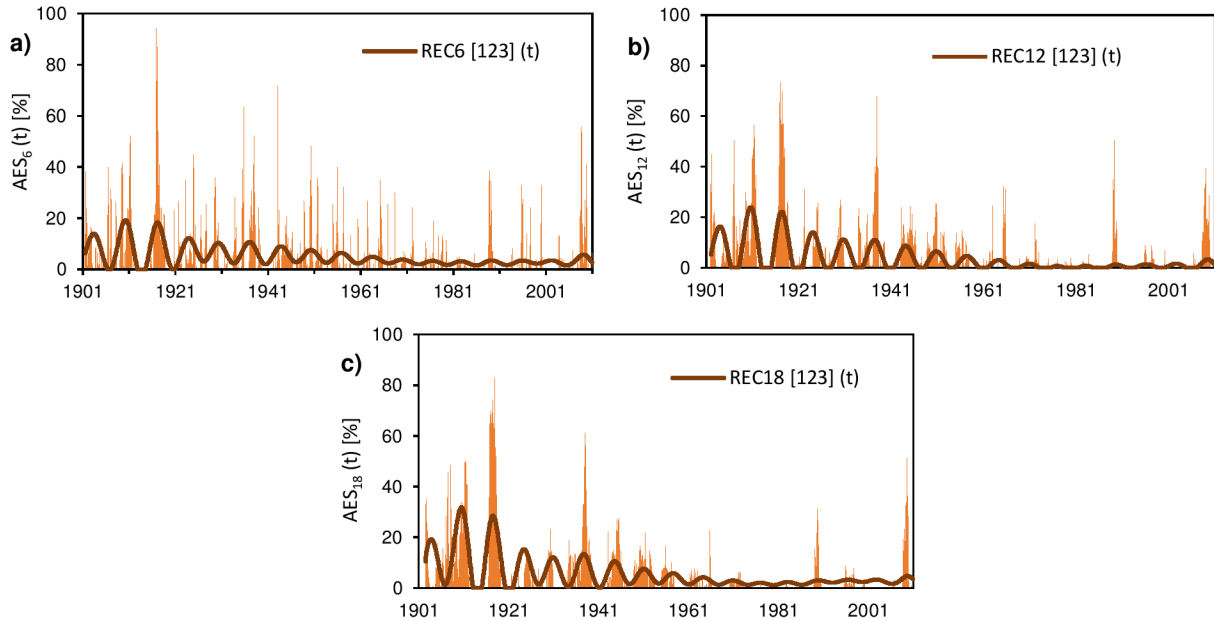 a)
REC6 [123] (t)
AES6 (t) [%]
100
80
60
40
20
0
1901 1921 1941 1961 1981 2001
b)
REC12 [123] (t)
AES12 (t) [%]
100
80
60
40
20
0
1901 1921 1941 1961 1981 2001
c)
REC18 [123] (t)
AES18 (t) [%]
100
80
60
40
20
0
1901 1921 1941 1961 1981 2001